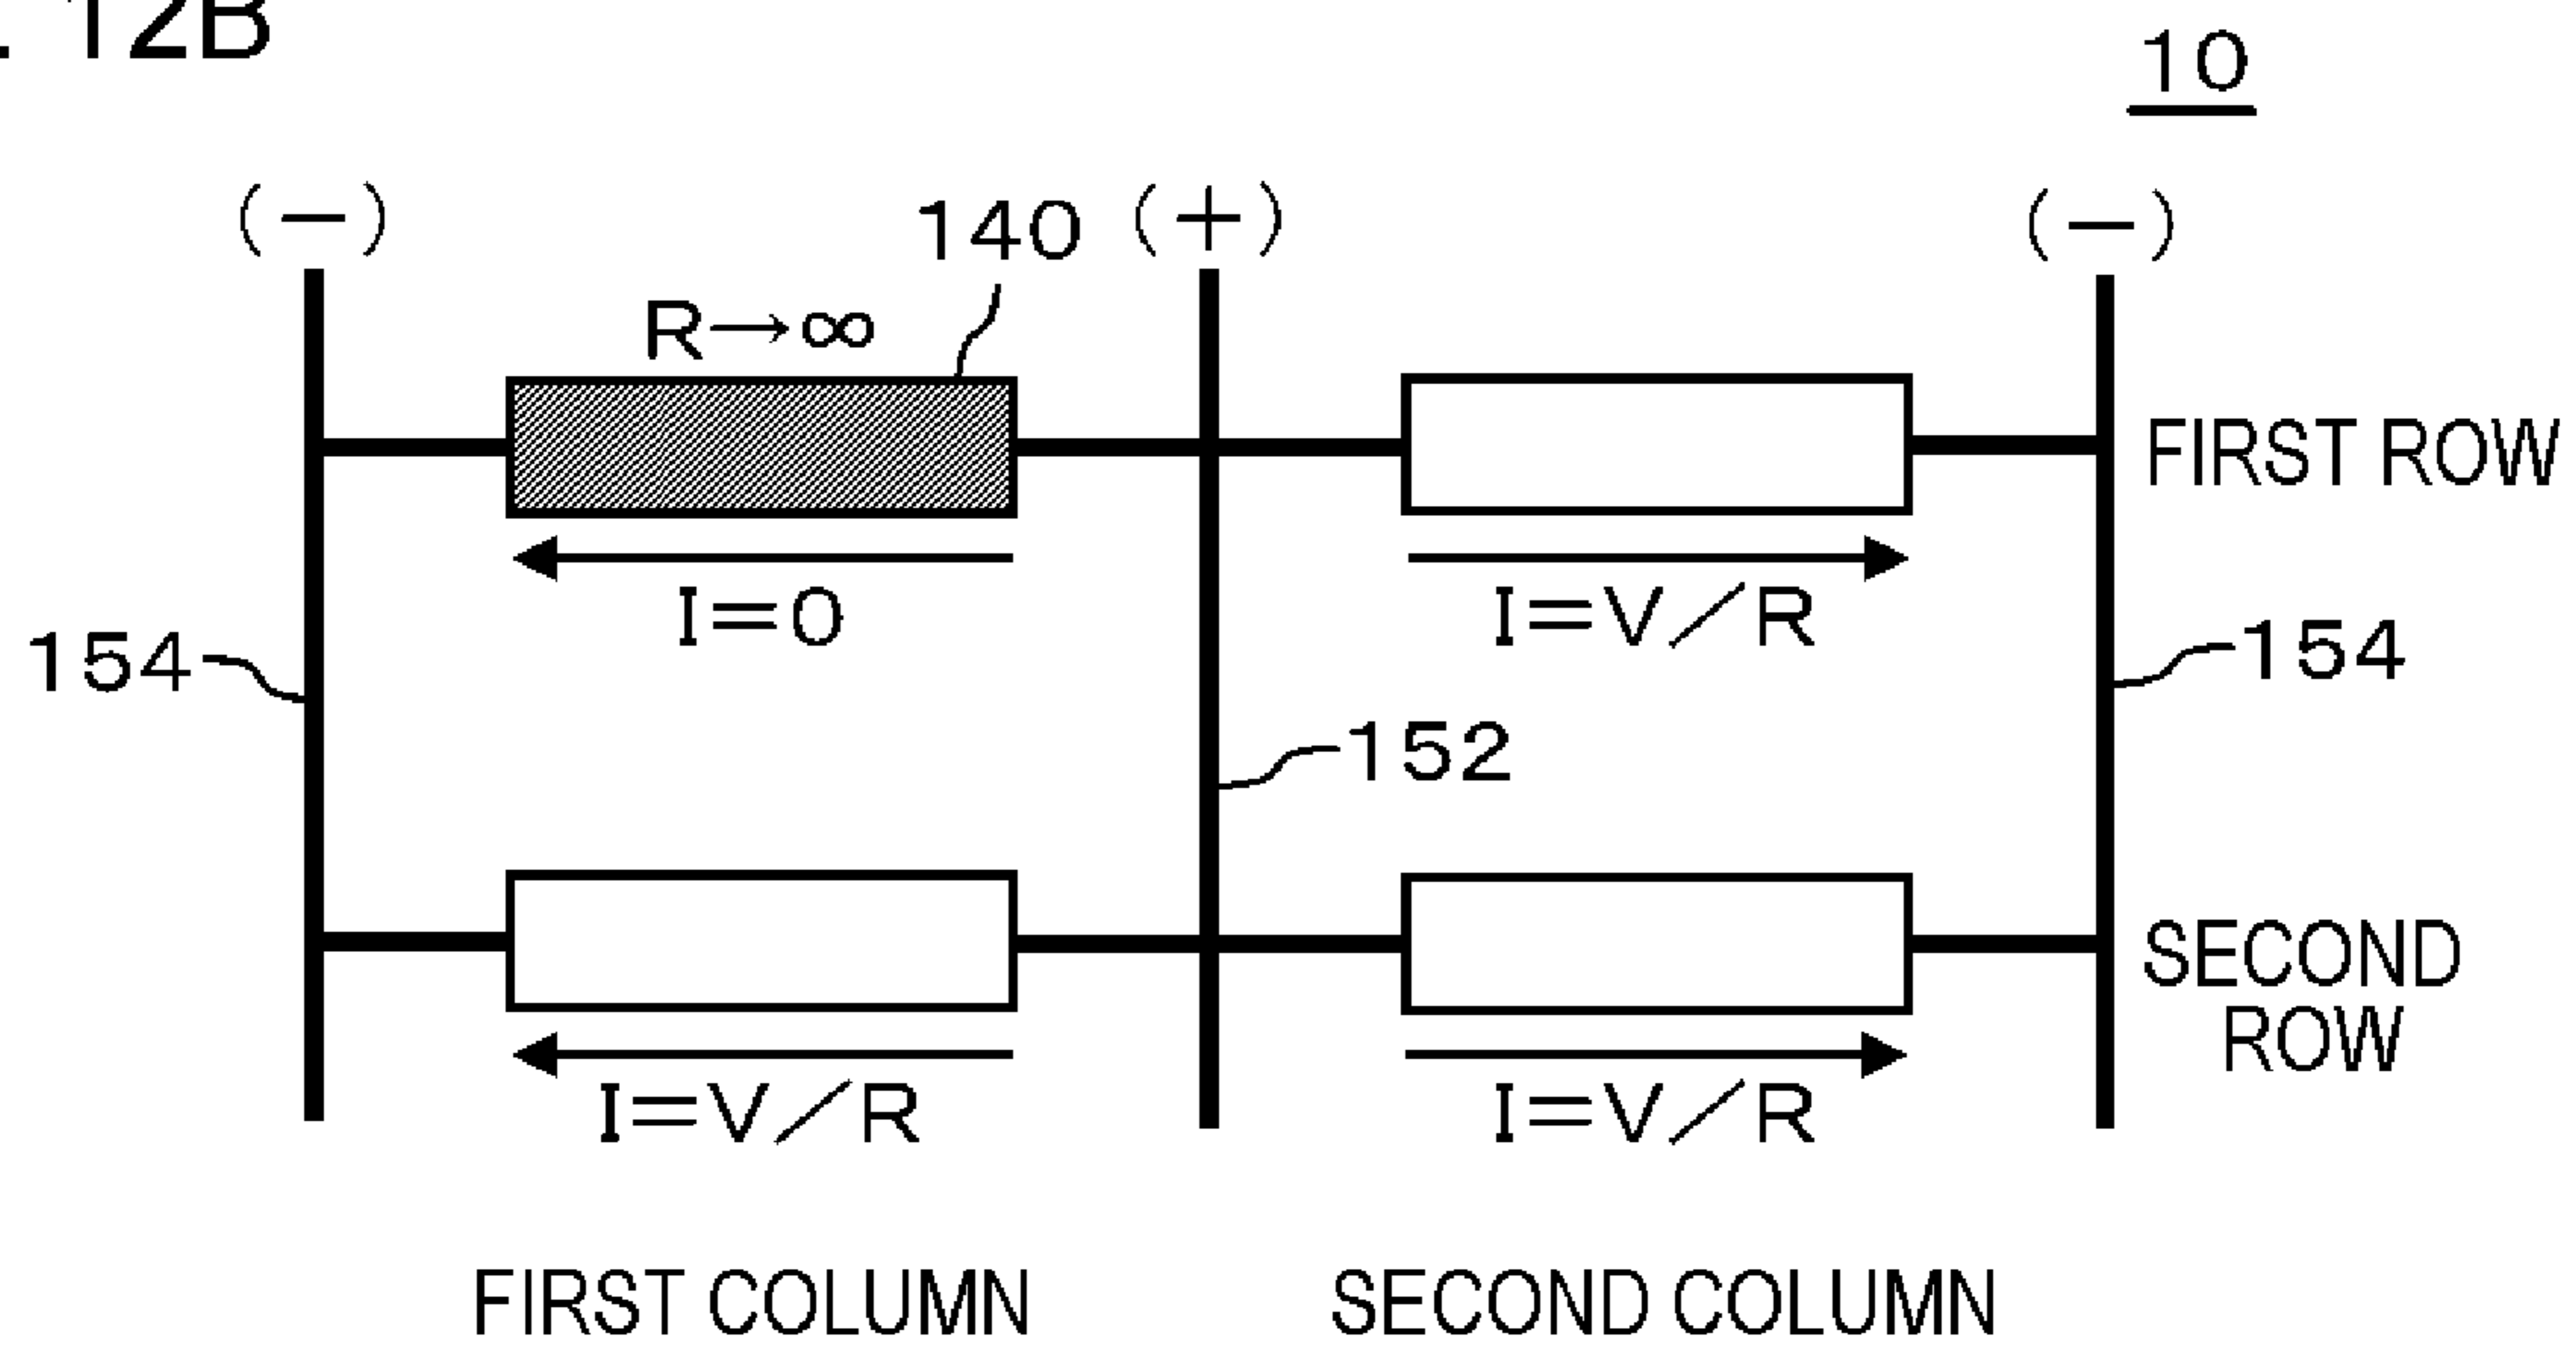 . 12B
10
(−) 140 (+) (−)
R→∞
FIRST ROW
I=0 I=V/R
154 154
152
SECOND
ROW
I=V/R I=V/R
FIRST COLUMN SECOND COLUMN